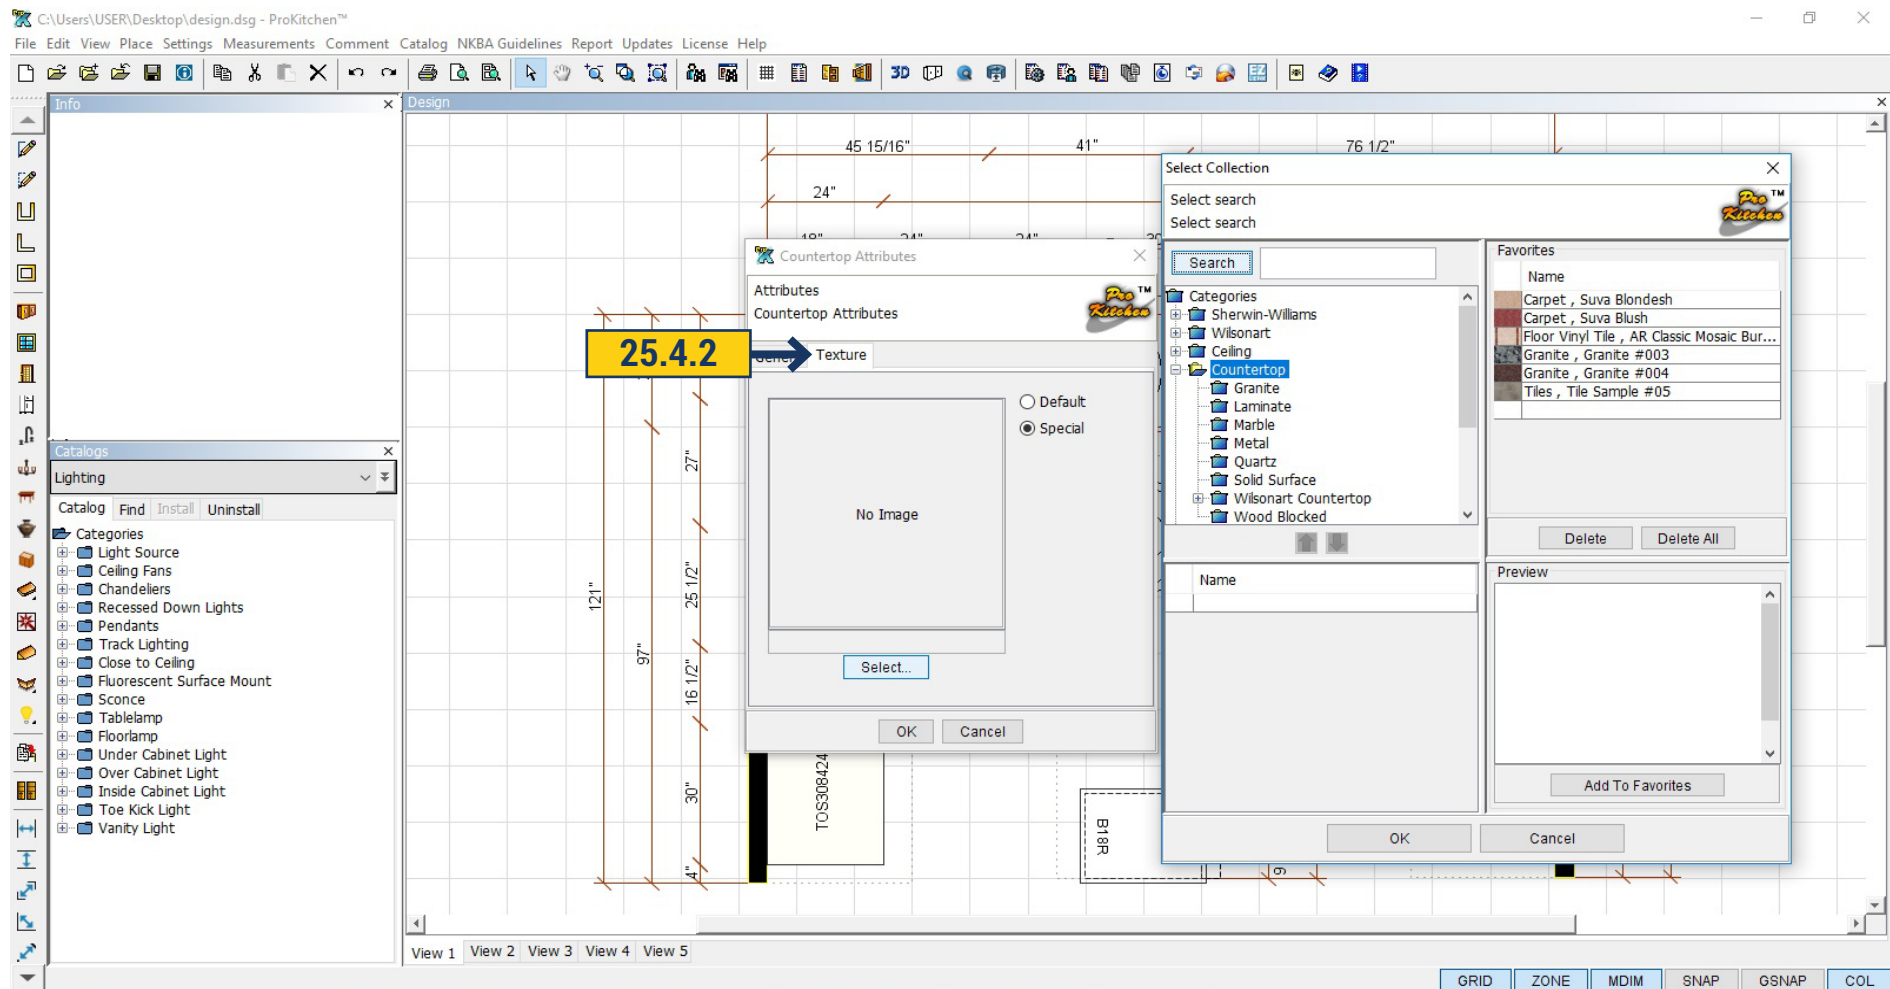 C:\Users\USER\Desktop\design.dsg - ProKitchen™
File Edit View Place Settings Measurements Comment Catalog NKBA Guidelines Report Updates License Help
3D
Info
Design
45 15/16"
41"
76 1/2"
24"
27"
25 1/2"
16 1/2"
30"
4"
97"
121"
TOS308424
B18R
9
Catalogs
Lighting
Catalog Find Install Uninstall
Categories
Light Source
Ceiling Fans
Chandeliers
Recessed Down Lights
Pendants
Track Lighting
Close to Ceiling
Fluorescent Surface Mount
Sconce
Tablelamp
Floorlamp
Under Cabinet Light
Over Cabinet Light
Inside Cabinet Light
Toe Kick Light
Vanity Light
Countertop Attributes
Attributes
Countertop Attributes
Pro Kitchen ™
25.4.2
Texture
Default
Special
No Image
Select...
OK Cancel
Select Collection
Select search
Select search
Pro Kitchen ™
Search
Categories
Sherwin-Williams
Wilsonart
Ceiling
Countertop
Granite
Laminate
Marble
Metal
Quartz
Solid Surface
Wilsonart Countertop
Wood Blocked
Name
Favorites
Name
Carpet , Suva Blondesh
Carpet , Suva Blush
Floor Vinyl Tile , AR Classic Mosaic Bur...
Granite , Granite #003
Granite , Granite #004
Tiles , Tile Sample #05
Delete Delete All
Preview
Add To Favorites
OK Cancel
View 1 View 2 View 3 View 4 View 5
GRID ZONE MDIM SNAP GSNAP COL